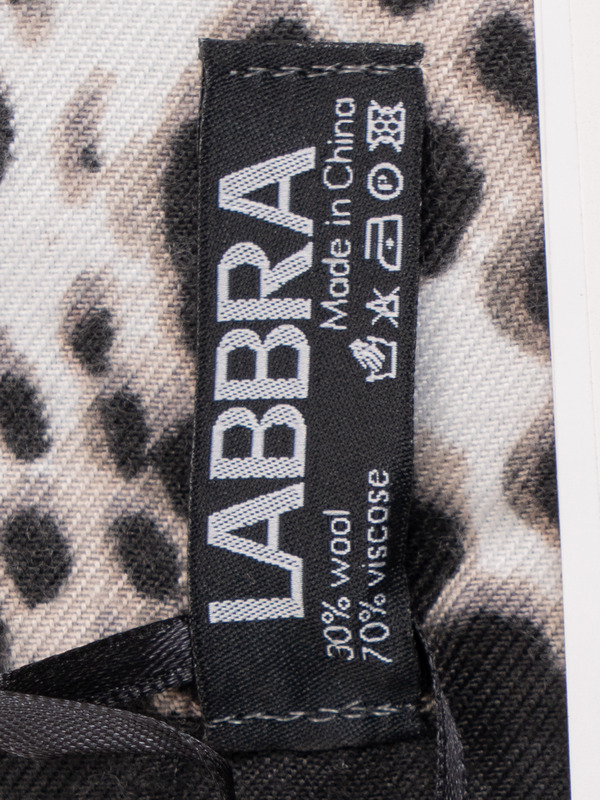 LABBRA
30% wool
Made in China
70% viscose